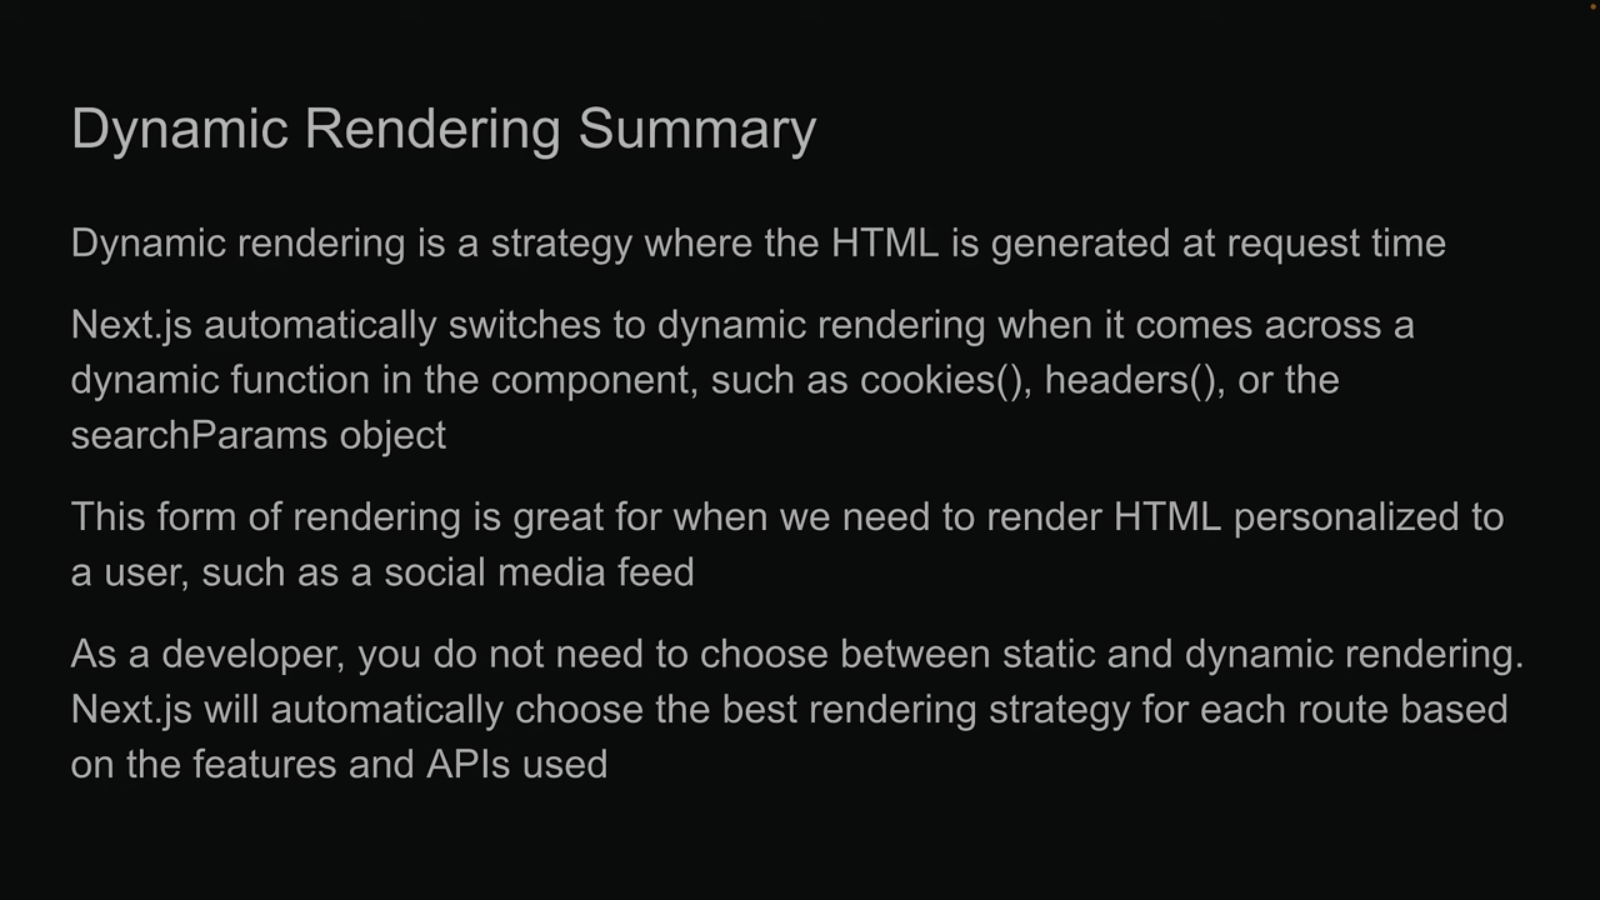 Dynamic Rendering Summary
Dynamic rendering is a strategy where the HTML is generated at request time
Next.js automatically switches to dynamic rendering when it comes across a
dynamic function in the component, such as cookies(), headers(), or the
searchParams object
This form of rendering is great for when we need to render HTML personalized to
a user, such as a social media feed
As a developer, you do not need to choose between static and dynamic rendering.
Next.js will automatically choose the best rendering strategy for each route based
on the features and APIs used